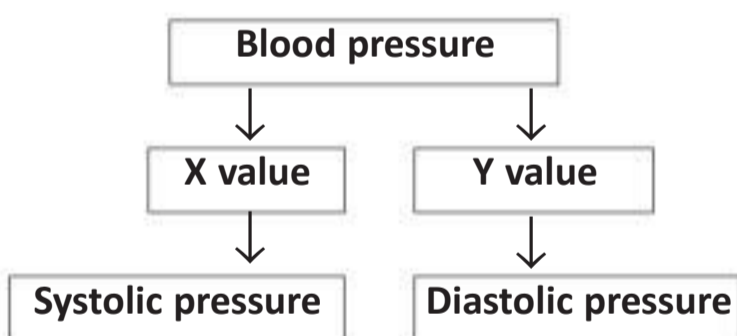 Blood pressure
X value
Y value
Systolic pressure
Diastolic pressure